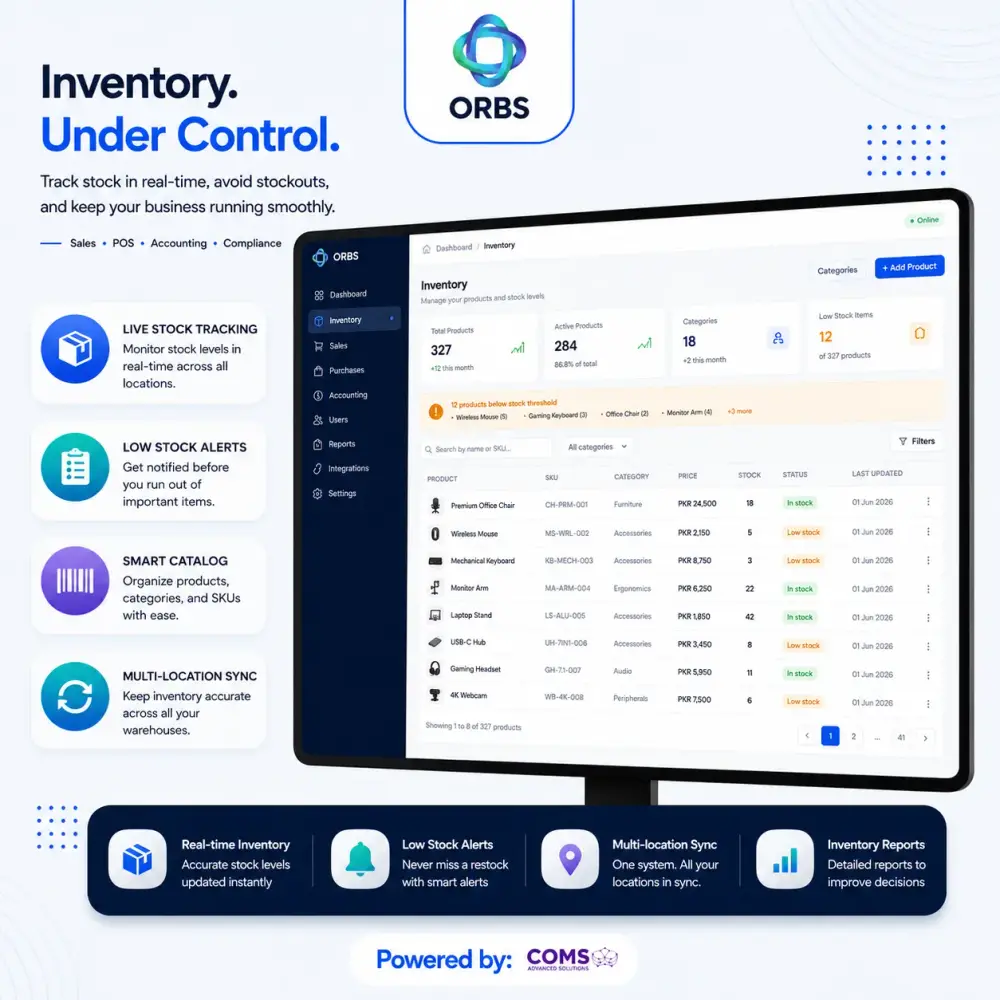 ORBS
Inventory.
Under Control.
Track stock in real-time, avoid stockouts,
and keep your business running smoothly.
Sales • POS • Accounting • Compliance
LIVE STOCK TRACKING
Monitor stock levels in
real-time across all
locations.
LOW STOCK ALERTS
Get notified before
you run out of
important items.
SMART CATALOG
Organize products,
categories, and SKUs
with ease.
MULTI-LOCATION SYNC
Keep inventory accurate
across all your
warehouses.
ORBS
Dashboard
Inventory
Sales
Purchases
Accounting
Users
Reports
Integrations
Settings
Dashboard / Inventory
• Online
Inventory
Manage your products and stock levels
Categories
+ Add Product
Total Products
327
+12 this month
Active Products
284
86.8% of total
Categories
18
+2 this month
Low Stock Items
12
of 327 products
12 products below stock threshold
• Wireless Mouse (5) • Gaming Keyboard (3) • Office Chair (2) • Monitor Arm (4) +3 more
Search by name or SKU...
All categories
Filters
PRODUCT SKU CATEGORY PRICE STOCK STATUS LAST UPDATED
Premium Office Chair CH-PRM-001 Furniture PKR 24,500 18 In stock 01 Jun 2026
Wireless Mouse MS-WRL-002 Accessories PKR 2,150 5 Low stock 01 Jun 2026
Mechanical Keyboard KB-MECH-003 Accessories PKR 8,750 3 Low stock 01 Jun 2026
Monitor Arm MA-ARM-004 Ergonomics PKR 6,250 22 In stock 01 Jun 2026
Laptop Stand LS-ALU-005 Accessories PKR 1,850 42 In stock 01 Jun 2026
USB-C Hub UH-7IN1-006 Accessories PKR 3,450 8 Low stock 01 Jun 2026
Gaming Headset GH-7.1-007 Audio PKR 5,950 11 In stock 01 Jun 2026
4K Webcam WB-4K-008 Peripherals PKR 7,500 6 Low stock 01 Jun 2026
Showing 1 to 8 of 327 products
‹ 1 2 ... 41 ›
Real-time Inventory
Accurate stock levels
updated instantly
Low Stock Alerts
Never miss a restock
with smart alerts
Multi-location Sync
One system. All your
locations in sync.
Inventory Reports
Detailed reports to
improve decisions
Powered by: COMS
ADVANCED SOLUTIONS